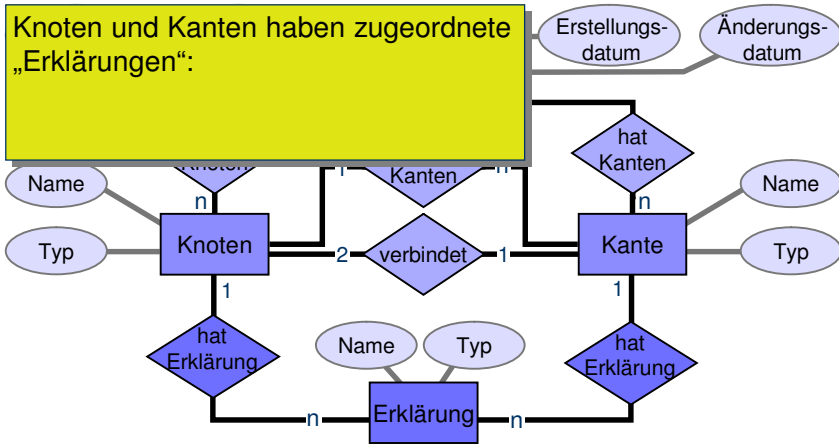 Knoten und Kanten haben zugeordnete
„Erklärungen“:
Erstellungs-
datum
Änderungs-
datum
hat
Kanten
Knoten
1
Kanten
n
Name
n
n
Name
Knoten
Kante
Typ
2
verbindet
1
Typ
1
1
hat
Erklärung
Name
Typ
hat
Erklärung
n
Erklärung
n